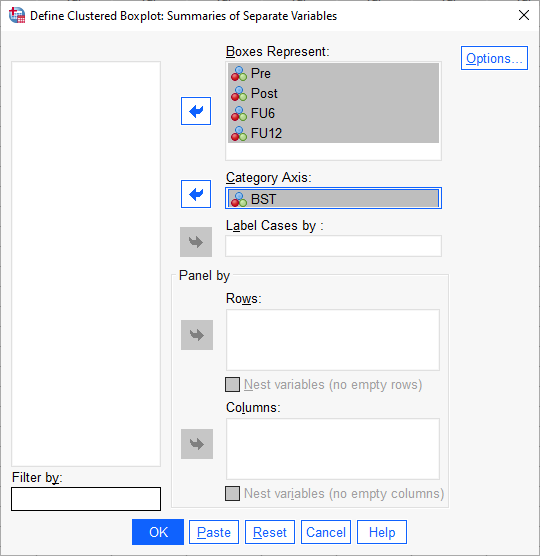 Define Clustered Boxplot: Summaries of Separate Variables
Boxes Represent:
Options...
Pre
Post
FU6
FU12
Category Axis:
BST
Label Cases by :
Panel by
Rows:
Nest variables (no empty rows)
Columns:
Nest variables (no empty columns)
Filter by:
OK
Paste
Reset
Cancel
Help